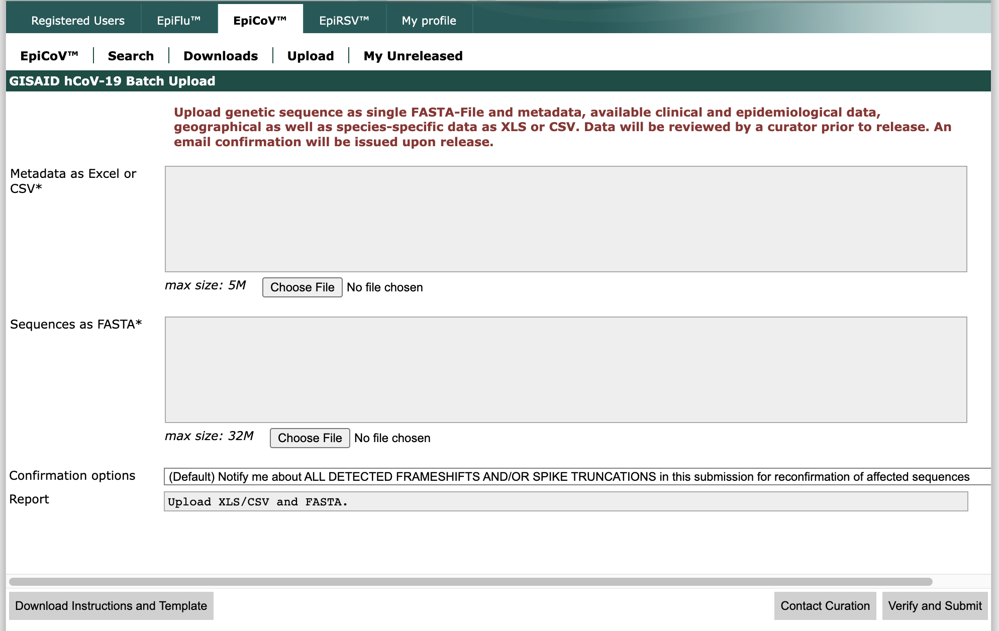 Registered Users EpiFlu™ EpiCoV™ EpiRSV™ My profile
EpiCoV™ Search Downloads Upload My Unreleased
GISAID hCoV-19 Batch Upload
Upload genetic sequence as single FASTA-File and metadata, available clinical and epidemiological data,
geographical as well as species-specific data as XLS or CSV. Data will be reviewed by a curator prior to release. An
email confirmation will be issued upon release.
Metadata as Excel or
CSV*
max size: 5M Choose File No file chosen
Sequences as FASTA*
max size: 32M Choose File No file chosen
Confirmation options (Default) Notify me about ALL DETECTED FRAMESHIFTS AND/OR SPIKE TRUNCATIONS in this submission for reconfirmation of affected sequences
Report Upload XLS/CSV and FASTA.
Download Instructions and Template Contact Curation Verify and Submit